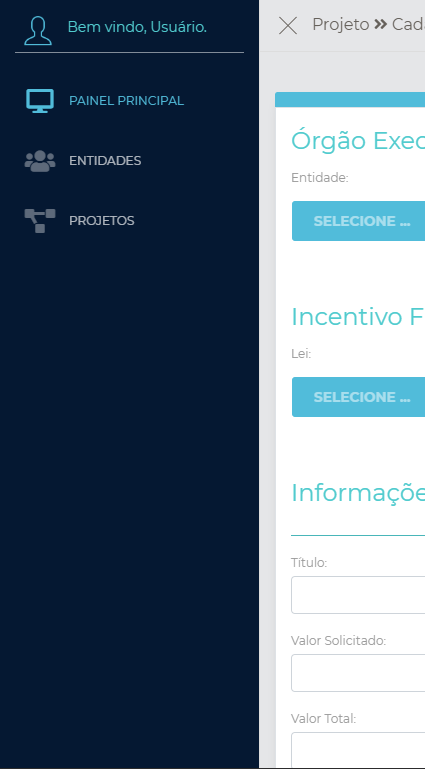 Bem vindo, Usuário.
PAINEL PRINCIPAL
ENTIDADES
PROJETOS
Projeto » Cada
Órgão Exec
Entidade:
SELECIONE ...
Incentivo F
Lei:
SELECIONE ...
Informaçõe
Título:
Valor Solicitado:
Valor Total: